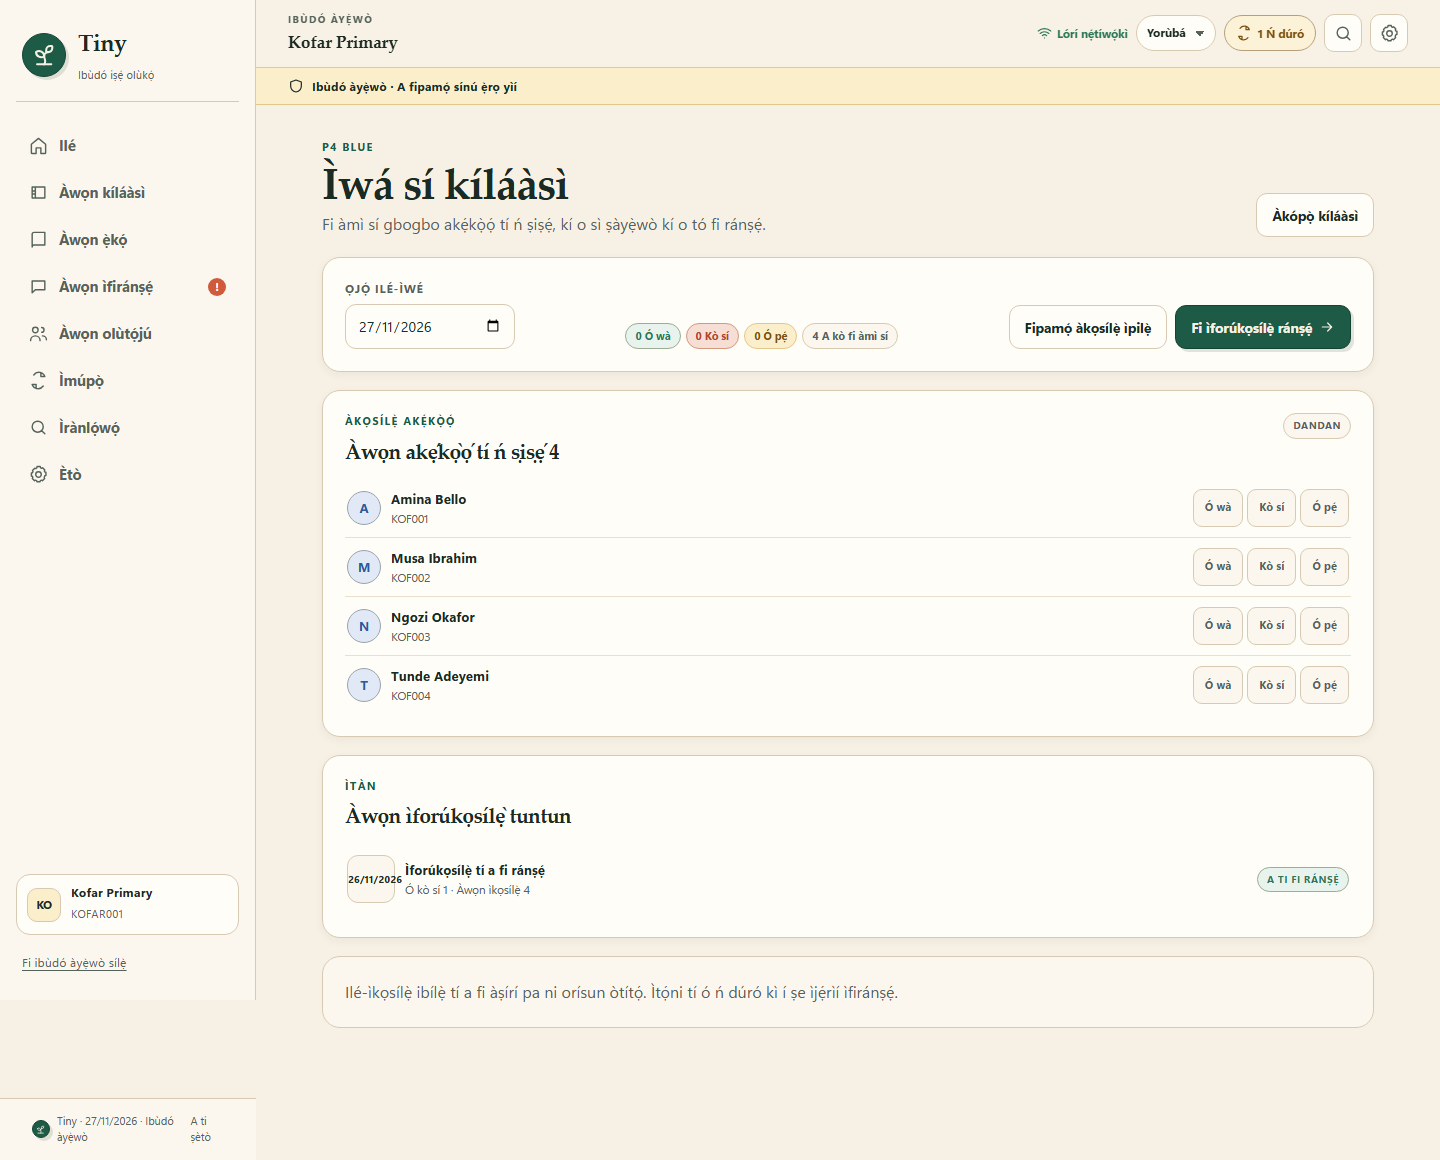 Tiny
Ibùdó iṣẹ́ olùkọ́
Ilé
Àwọn kíláàsì
Àwọn ẹ̀kọ́
Àwọn ìfiránṣẹ́
!
Àwọn olùtọ́jú
Ìmúpọ̀
Ìrànlọ́wọ́
Ètò
KO
Kofar Primary
KOFAR001
Fi ibùdó àyẹ̀wò sílẹ̀
Tiny · 27/11/2026 · Ibùdó àyẹ̀wò
A ti ṣètò
IBÙDÓ ÀYẸ̀WÒ
Kofar Primary
Lórí nẹ́tíwọ́kì
Yorùbá
1 Ń dúró
Ibùdó àyẹ̀wò · A fipamọ́ sínú ẹ̀rọ yìí
P4 BLUE
Ìwá sí kíláàsì
Fi àmì sí gbogbo akẹ́kọ̀ọ́ tí ń ṣiṣẹ́, kí o sì ṣàyẹ̀wò kí o tó fi ránṣẹ́.
Àkópọ̀ kíláàsì
ỌJỌ́ ILÉ-ÌWÉ
27/11/2026
0 Ó wà
0 Kò sí
0 Ó pẹ́
4 A kò fi àmì sí
Fipamọ́ àkọsílẹ̀ ìpilẹ̀
Fi ìforúkọsílẹ̀ ránṣẹ́
ÀKỌSÍLẸ̀ AKẸ́KỌ̀Ọ́
Àwọn akẹ́kọ̀ọ́ tí ń ṣiṣẹ́ 4
DANDAN
A
Amina Bello
KOF001
Ó wà
Kò sí
Ó pẹ́
M
Musa Ibrahim
KOF002
Ó wà
Kò sí
Ó pẹ́
N
Ngozi Okafor
KOF003
Ó wà
Kò sí
Ó pẹ́
T
Tunde Adeyemi
KOF004
Ó wà
Kò sí
Ó pẹ́
ÌTÀN
Àwọn ìforúkọsílẹ̀ tuntun
26/11/2026
Ìforúkọsílẹ̀ tí a fi ránṣẹ́
Ó kò sí 1 · Àwọn ìkọsílẹ̀ 4
A TI FI RÁNṢẸ́
Ilé-ìkọsílẹ̀ ibílẹ̀ tí a fi àṣírí pa ni orísun òtítọ́. Ìtọ́ni tí ó ń dúró kì í ṣe ìjẹ́rìí ìfiránṣẹ́.